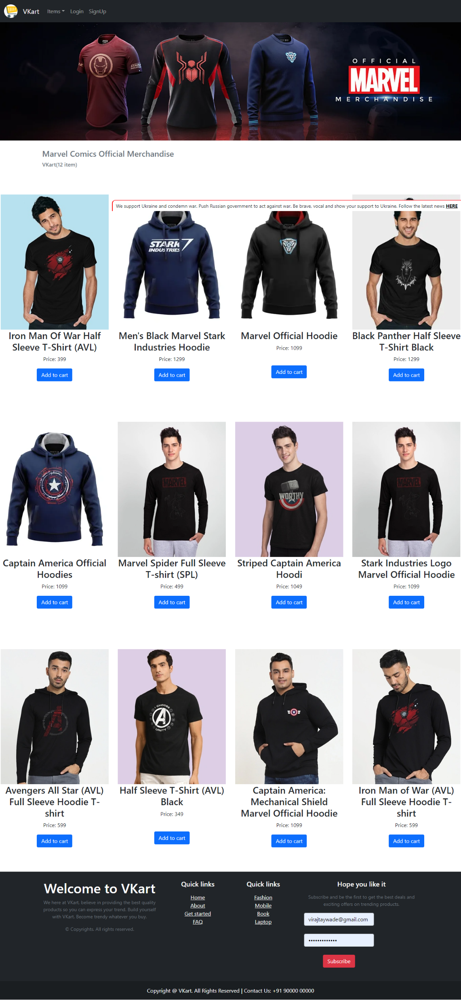 VKart Items Login SignUp
MARVEL
STARK
INDUSTRIES
OFFICIAL
MARVEL
MERCHANDISE
Marvel Comics Official Merchandise
VKart(12 item)
We support Ukraine and condemn war. Push Russian government to act against war. Be brave, vocal and show your support to Ukraine. Follow the latest news HERE
MARVEL
STARK
INDUSTRIES
MARVEL
Iron Man Of War Half
Sleeve T-Shirt (AVL)
Price: 399
Add to cart
Men's Black Marvel Stark
Industries Hoodie
Price: 1299
Add to cart
Marvel Official Hoodie
Price: 1099
Add to cart
Black Panther Half Sleeve
T-Shirt Black
Price: 1299
Add to cart
MARVEL
MARVEL
WORTHY
MARVEL
Captain America Official
Hoodies
Price: 1099
Add to cart
Marvel Spider Full Sleeve
T-shirt (SPL)
Price: 499
Add to cart
Striped Captain America
Hoodi
Price: 1049
Add to cart
Stark Industries Logo
Marvel Official Hoodie
Price: 1099
Add to cart
I CHOOSE
A
UNITY
Avengers All Star (AVL)
Full Sleeve Hoodie T-
shirt
Price: 599
Add to cart
Half Sleeve T-Shirt (AVL)
Black
Price: 349
Add to cart
Captain America:
Mechanical Shield
Marvel Official Hoodie
Price: 1099
Add to cart
Iron Man of War (AVL)
Full Sleeve Hoodie T-
shirt
Price: 599
Add to cart
Welcome to VKart
We here at VKart, believe in providing the best quality
products so you can express your trend. Build yourself
with VKart. Become trendy whatever you buy.
© Copyrights. All rights reserved.
Quick links
Home
About
Get started
FAQ
Quick links
Fashion
Mobile
Book
Laptop
Hope you like it
Subscribe and be the first to get the best deals and
exciting offers on trending products.
virajtaywade@gmail.com
•••••••••••••
Subscribe
Copyright @ VKart. All Rights Reserved | Contact Us: +91 90000 00000